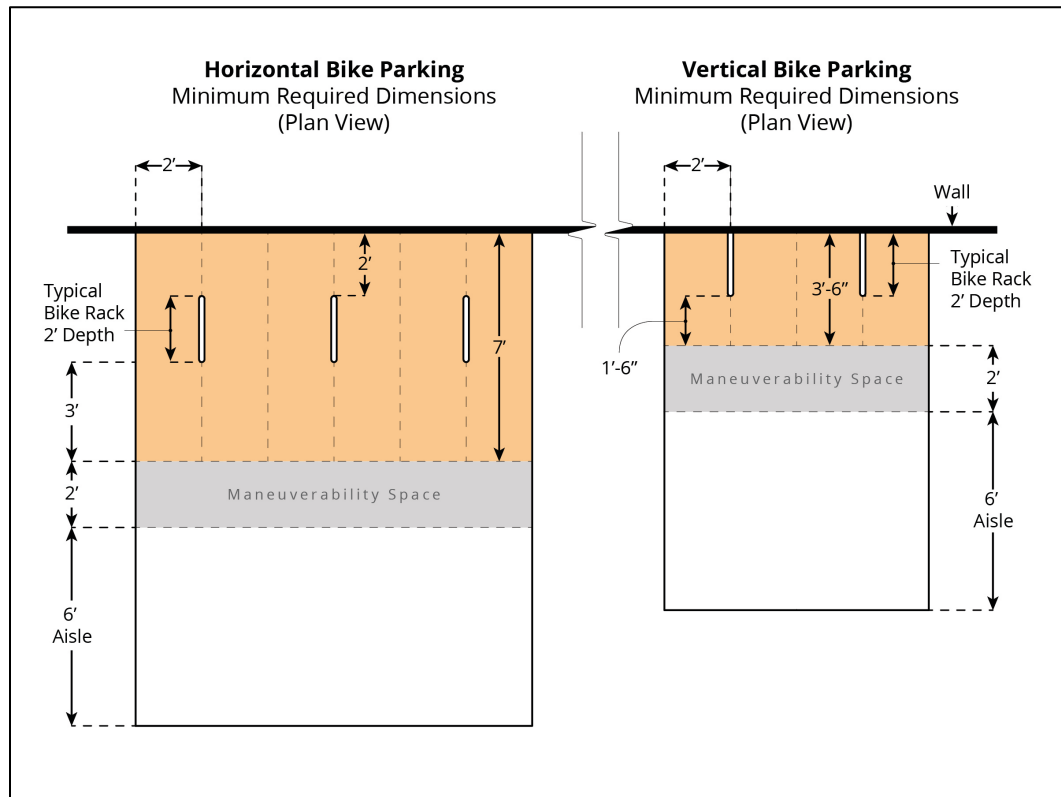 Horizontal Bike Parking
Minimum Required Dimensions
(Plan View)
2’
2’
Typical
Bike Rack
2’ Depth
7’
3’
2’
Maneuverability Space
6’
Aisle
Vertical Bike Parking
Minimum Required Dimensions
(Plan View)
2’
Wall
Typical
Bike Rack
2’ Depth
3’-6”
1’-6”
Maneuverability Space
2’
6’
Aisle